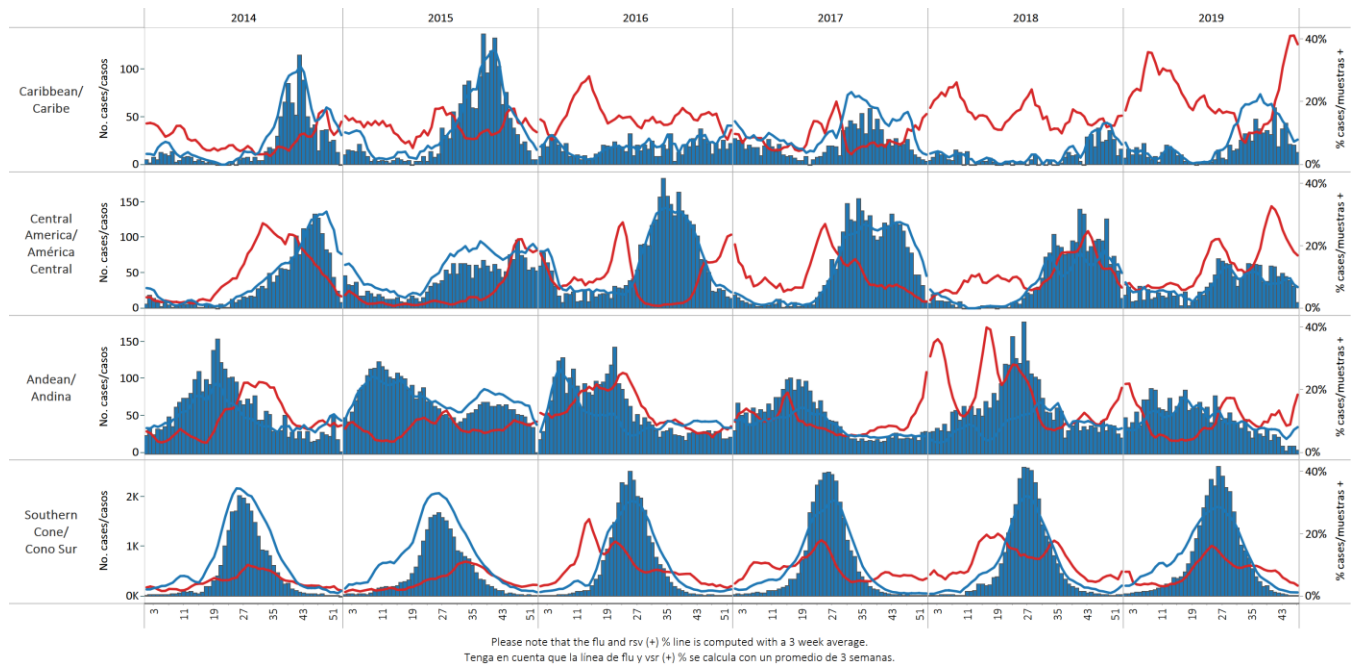 2014 2015 2016 2017 2018 2019
Caribbean/
Caribe
No. cases/casos
100
50
0
40%
20%
0%
% cases/muestras +
Central
America/
América
Central
No. cases/casos
150
100
50
0
40%
20%
0%
% cases/muestras +
Andean/
Andina
No. cases/casos
150
100
50
0
40%
20%
0%
% cases/muestras +
Southern
Cone/
Cono Sur
No. cases/casos
2K
1K
0K
40%
20%
0%
% cases/muestras +
3 11 19 27 35 43 51 3 11 19 27 35 43 51 3 11 19 27 35 43 51 3 11 19 27 35 43 51 3 11 19 27 35 43 51 3 11 19 27 35 43
Please note that the flu and rsv (+) % line is computed with a 3 week average.
Tenga en cuenta que la línea de flu y vsr (+) % se calcula con un promedio de 3 semanas.